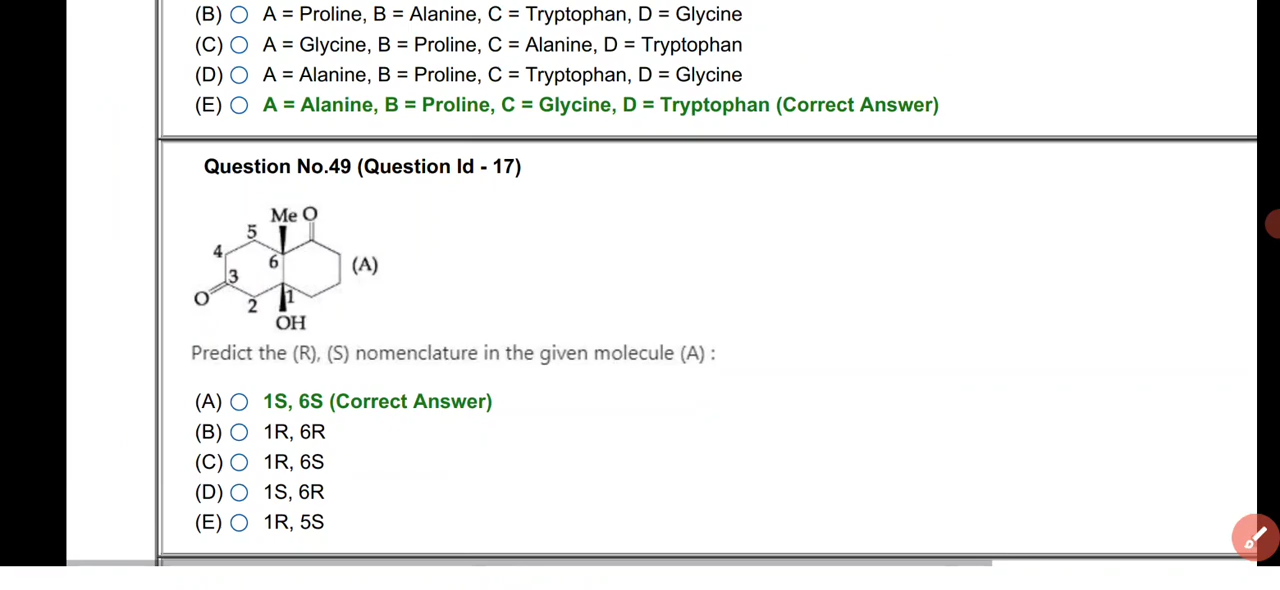 (B) A = Proline, B = Alanine, C = Tryptophan, D = Glycine
(C) A = Glycine, B = Proline, C = Alanine, D = Tryptophan
(D) A = Alanine, B = Proline, C = Tryptophan, D = Glycine
(E) A = Alanine, B = Proline, C = Glycine, D = Tryptophan (Correct Answer)
Question No.49 (Question Id - 17)
Me O
5
4
6 (A)
3
O 2 1
OH
Predict the (R), (S) nomenclature in the given molecule (A) :
(A) 1S, 6S (Correct Answer)
(B) 1R, 6R
(C) 1R, 6S
(D) 1S, 6R
(E) 1R, 5S